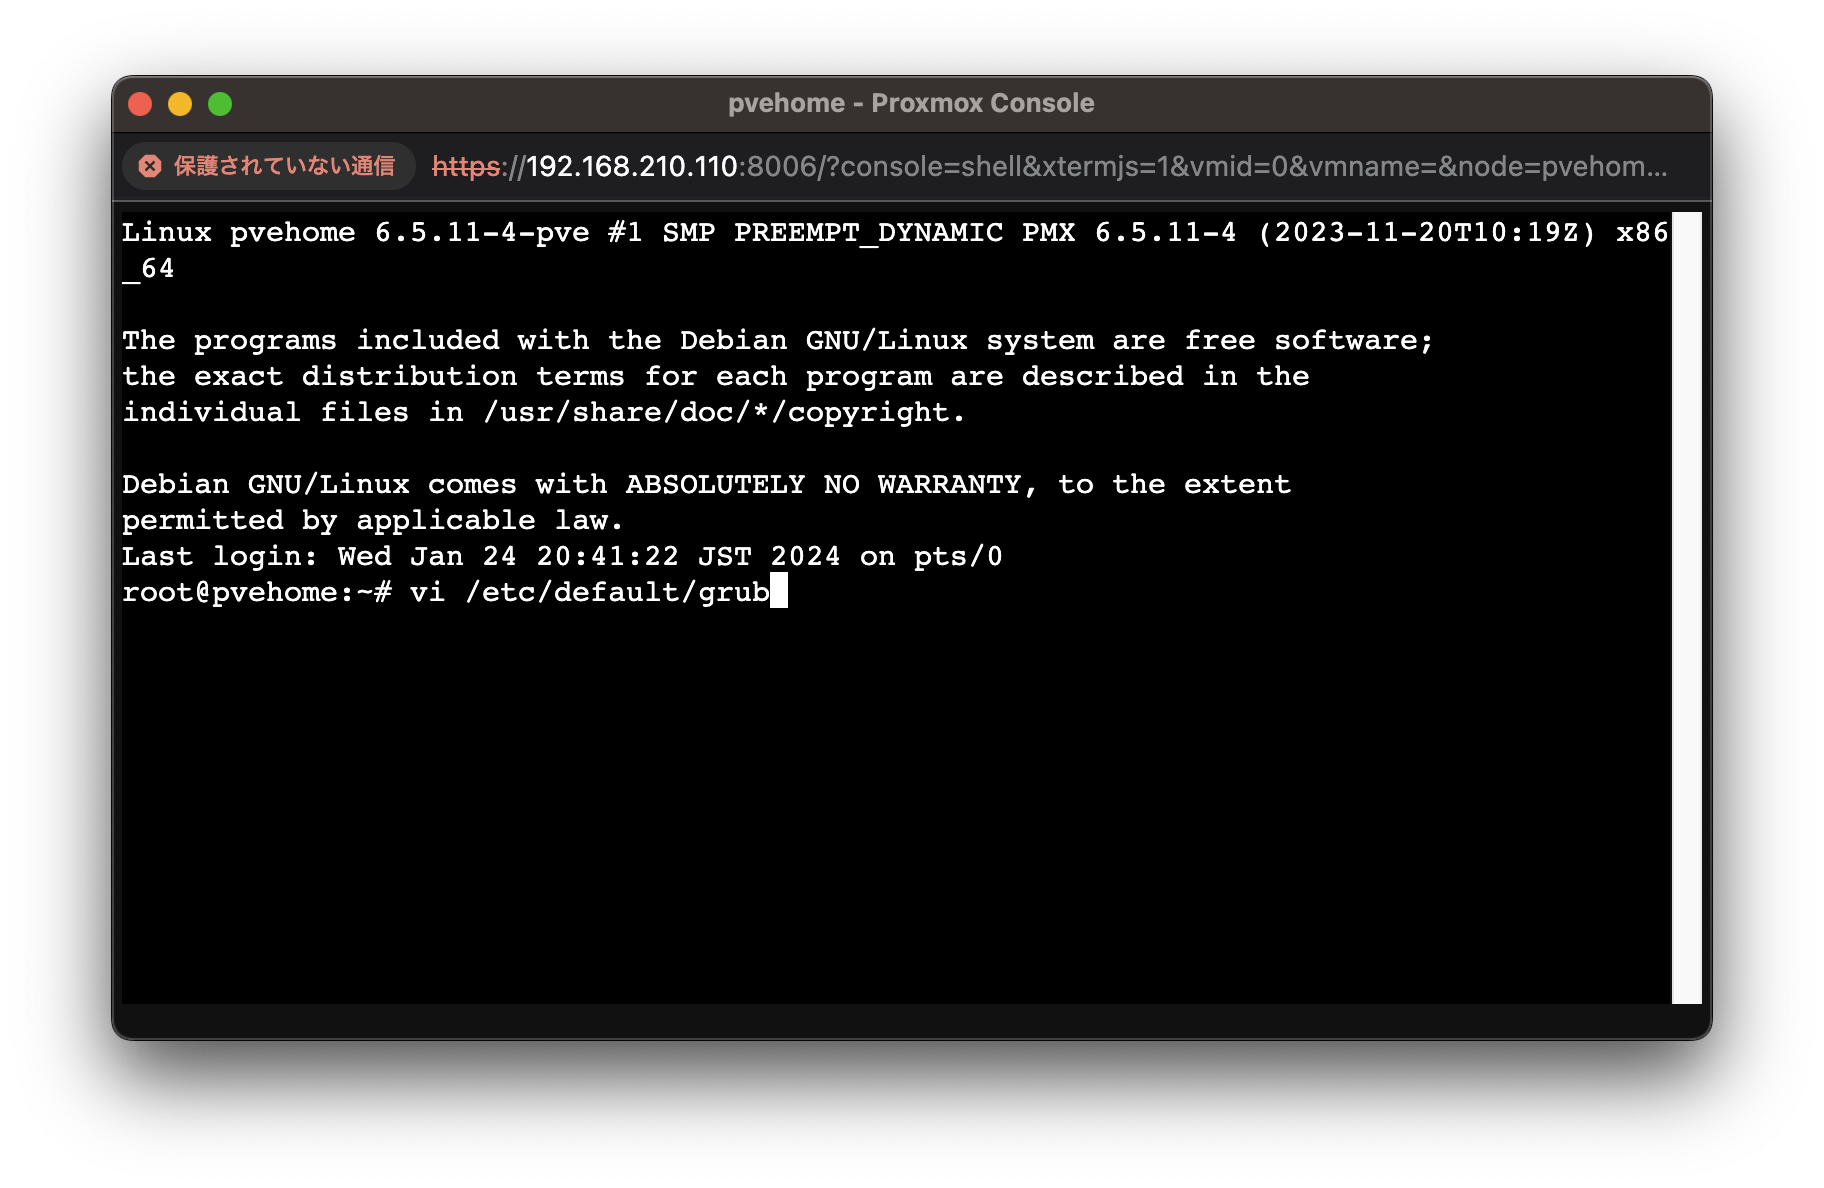 pvehome - Proxmox Console
保護されていない通信 https://192.168.210.110:8006/?console=shell&xtermjs=1&vmid=0&vmname=&node=pvehom...
Linux pvehome 6.5.11-4-pve #1 SMP PREEMPT_DYNAMIC PMX 6.5.11-4 (2023-11-20T10:19Z) x86
_64
The programs included with the Debian GNU/Linux system are free software;
the exact distribution terms for each program are described in the
individual files in /usr/share/doc/*/copyright.
Debian GNU/Linux comes with ABSOLUTELY NO WARRANTY, to the extent
permitted by applicable law.
Last login: Wed Jan 24 20:41:22 JST 2024 on pts/0
root@pvehome:~# vi /etc/default/grub